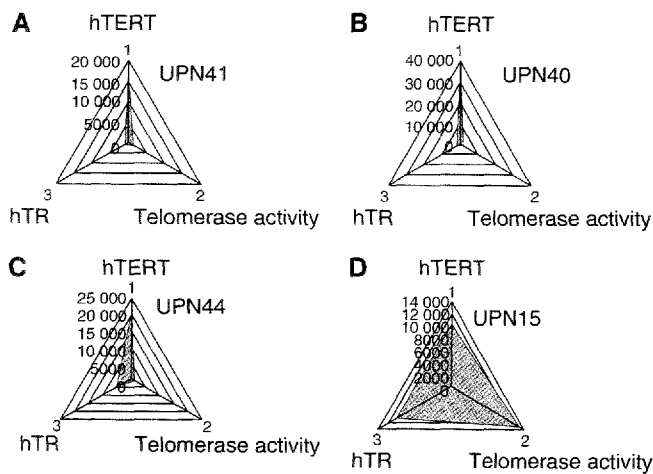 A
hTERT
1
20 000
15 000
10 000
5000
0
UPN41
3
2
hTR
Telomerase activity
B
hTERT
1
40 000
30 000
20 000
10 000
0
UPN40
3
2
hTR
Telomerase activity
C
hTERT
1
25 000
20 000
15 000
10 000
5000
0
UPN44
3
2
hTR
Telomerase activity
D
hTERT
1
14 000
12 000
10 000
8000
6000
4000
2000
0
UPN15
3
2
hTR
Telomerase activity